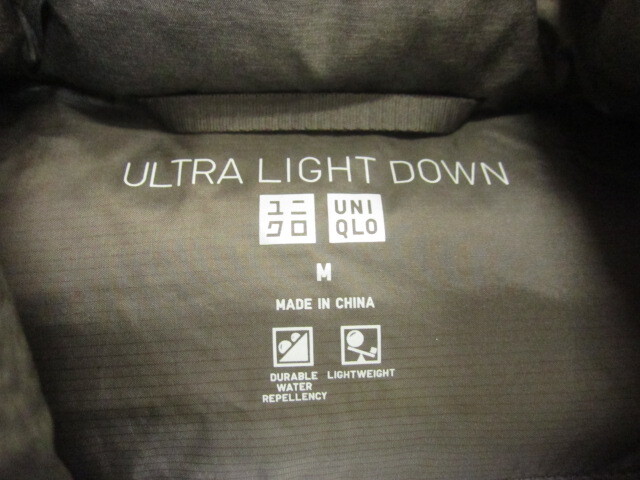 ULTRA LIGHT DOWN
ユニ
クロ
UNI
QLO
M
MADE IN CHINA
DURABLE
WATER
REPELLENCY
LIGHTWEIGHT